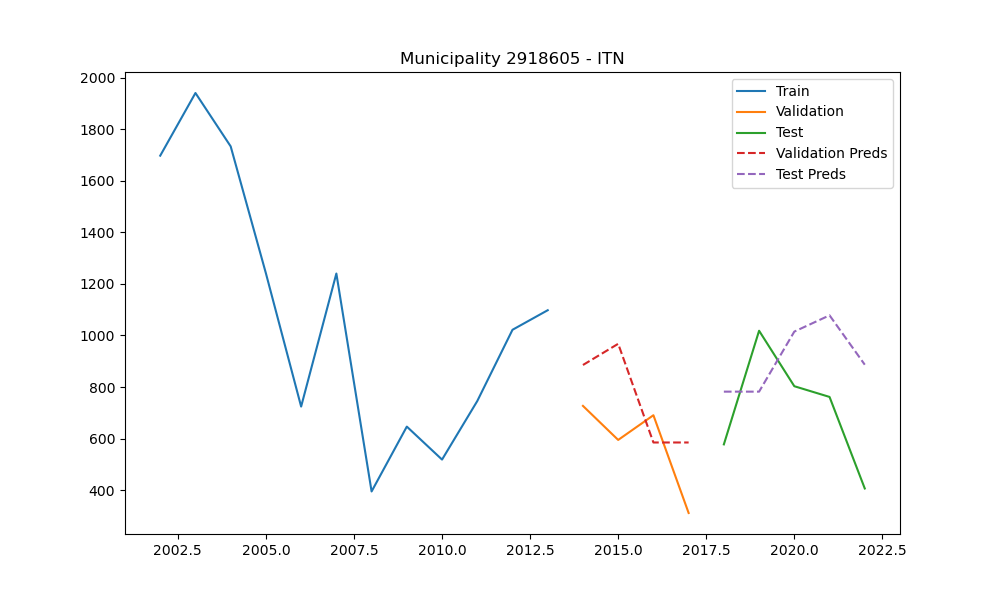 Municipality 2918605 - ITN
2000
1800
1600
1400
1200
1000
800
600
400
Train
Validation
Test
Validation Preds
Test Preds
2002.5 2005.0 2007.5 2010.0 2012.5 2015.0 2017.5 2020.0 2022.5